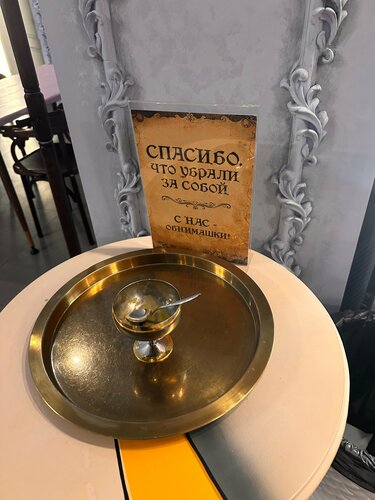 СПАСИБО,
ЧТО УБРАЛИ
ЗА СОБОЙ
С НАС -
ОБНИМАШКИ!